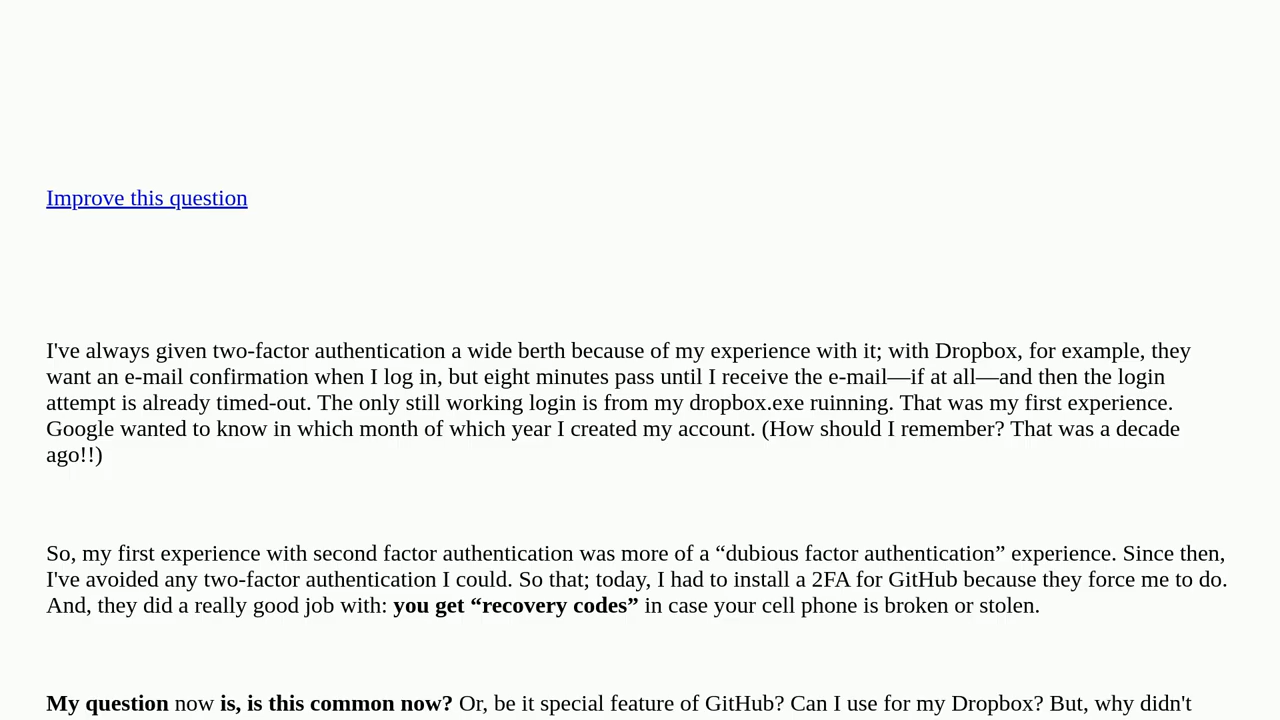 Improve this question
I've always given two-factor authentication a wide berth because of my experience with it; with Dropbox, for example, they
want an e-mail confirmation when I log in, but eight minutes pass until I receive the e-mail—if at all—and then the login
attempt is already timed-out. The only still working login is from my dropbox.exe ruinning. That was my first experience.
Google wanted to know in which month of which year I created my account. (How should I remember? That was a decade
ago!!)
So, my first experience with second factor authentication was more of a “dubious factor authentication” experience. Since then,
I've avoided any two-factor authentication I could. So that; today, I had to install a 2FA for GitHub because they force me to do.
And, they did a really good job with: you get “recovery codes” in case your cell phone is broken or stolen.
My question now is, is this common now? Or, be it special feature of GitHub? Can I use for my Dropbox? But, why didn't